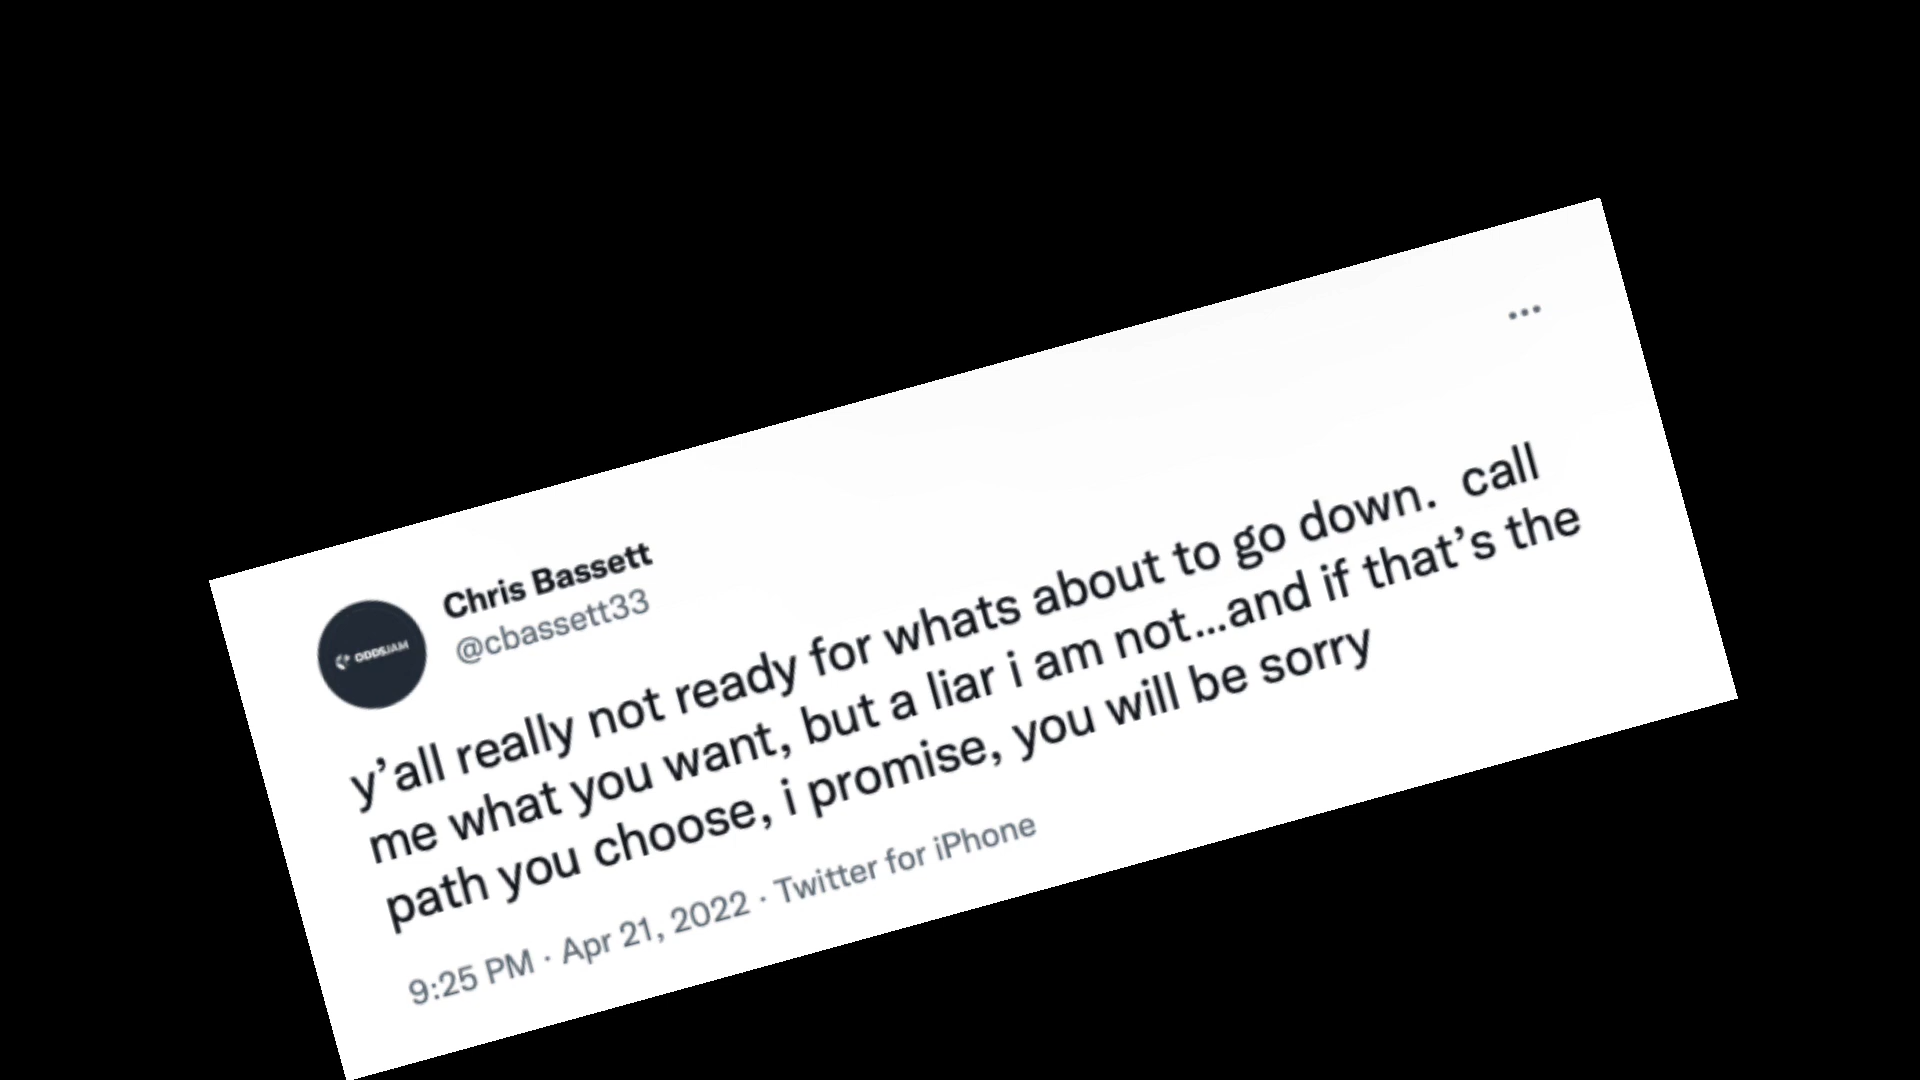 Chris Bassett
@cbassett33
ODDSJAM
y’all really not ready for whats about to go down.  call
me what you want, but a liar i am not...and if that’s the
path you choose, i promise, you will be sorry
9:25 PM · Apr 21, 2022 · Twitter for iPhone